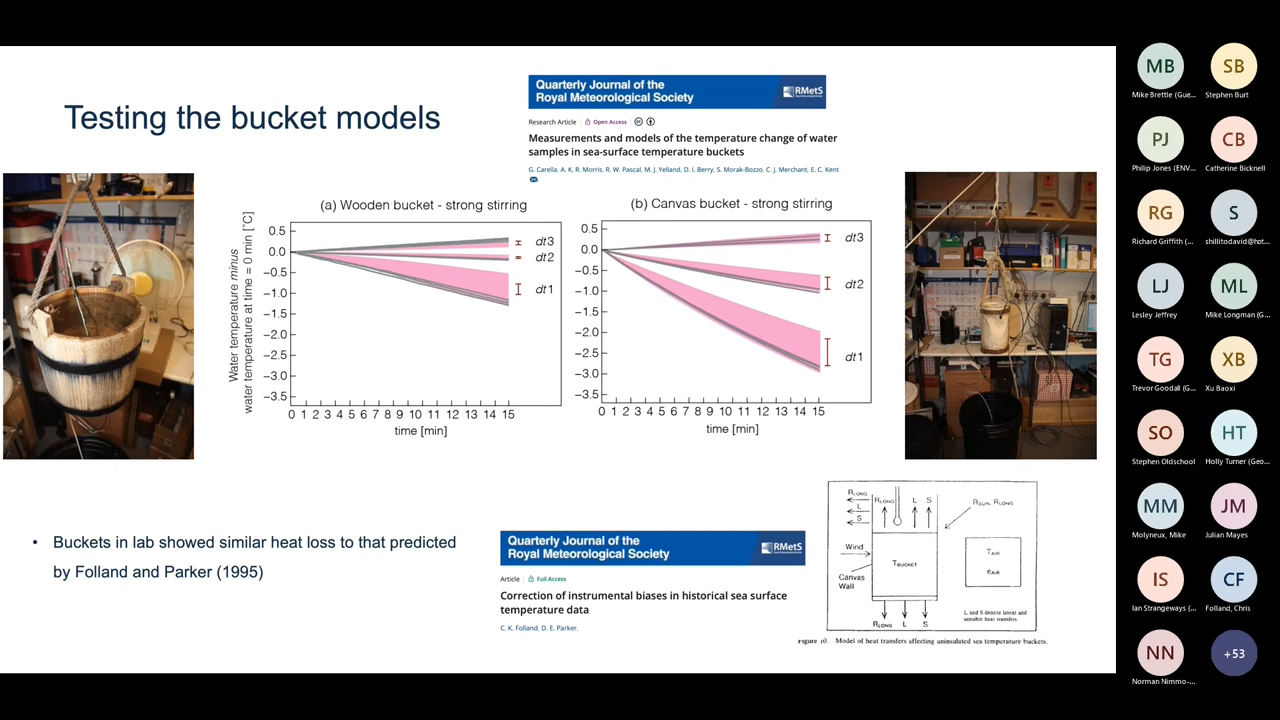 Testing the bucket models
Quarterly Journal of the
Royal Meteorological Society
RMetS
Research Article
Open Access
Measurements and models of the temperature change of water
samples in sea-surface temperature buckets
G. Carella, A. K. R. Morris, R. W. Pascal, M. J. Yelland, D. I. Berry, S. Morak-Bozzo, C. J. Merchant, E. C. Kent
(a) Wooden bucket - strong stirring
Water temperature minus
water temperature at time = 0 min [°C]
0.5
0.0
−0.5
−1.0
−1.5
−2.0
−2.5
−3.0
−3.5
dt3
dt2
dt1
0 1 2 3 4 5 6 7 8 9 10 11 12 13 14 15
time [min]
(b) Canvas bucket - strong stirring
0.5
0.0
−0.5
−1.0
−1.5
−2.0
−2.5
−3.0
−3.5
dt3
dt2
dt1
0 1 2 3 4 5 6 7 8 9 10 11 12 13 14 15
time [min]
• Buckets in lab showed similar heat loss to that predicted
by Folland and Parker (1995)
Quarterly Journal of the
Royal Meteorological Society
RMetS
Article
Full Access
Correction of instrumental biases in historical sea surface
temperature data
C. K. Folland, D. E. Parker.
RLONG
L
S
RLONG L S
RSUN, RLONG
Wind
Canvas
Wall
TBUCKET
TAIR
eAIR
RLONG L S
L and S denote latent and
sensible heat transfers.
Figure 10. Model of heat transfers affecting uninsulated sea temperature buckets.
MB
Mike Brettle (Gue...
SB
Stephen Burt
PJ
Philip Jones (ENV...
CB
Catherine Bicknell
RG
Richard Griffith (...
S
shillitodavid@hot...
LJ
Lesley Jeffrey
ML
Mike Longman (G...
TG
Trevor Goodall (G...
XB
Xu Baoxi
SO
Stephen Oldschool
HT
Holly Turner (Geo...
MM
Molyneux, Mike
JM
Julian Mayes
IS
Ian Strangeways (...
CF
Folland, Chris
NN
Norman Nimmo-...
+53